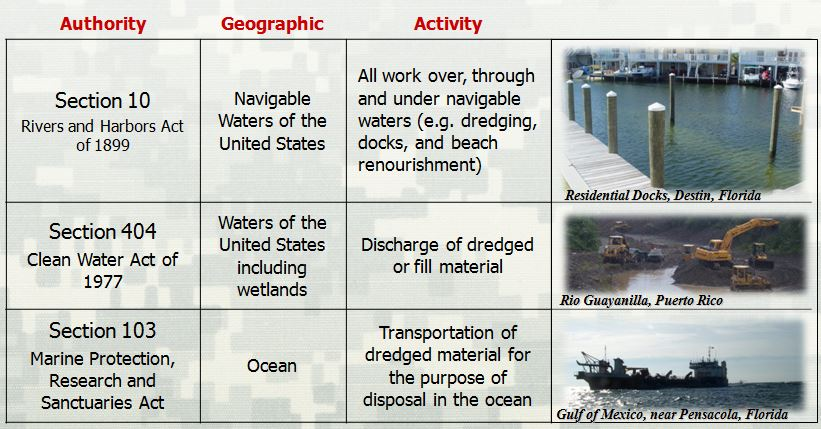 Authority Geographic Activity
Section 10
Rivers and Harbors Act
of 1899
Navigable
Waters of the
United States
All work over, through
and under navigable
waters (e.g. dredging,
docks, and beach
renourishment)
Residential Docks, Destin, Florida
Section 404
Clean Water Act of
1977
Waters of the
United States
including
wetlands
Discharge of dredged
or fill material
Rio Guayanilla, Puerto Rico
Section 103
Marine Protection,
Research and
Sanctuaries Act
Ocean
Transportation of
dredged material for
the purpose of
disposal in the ocean
Gulf of Mexico, near Pensacola, Florida